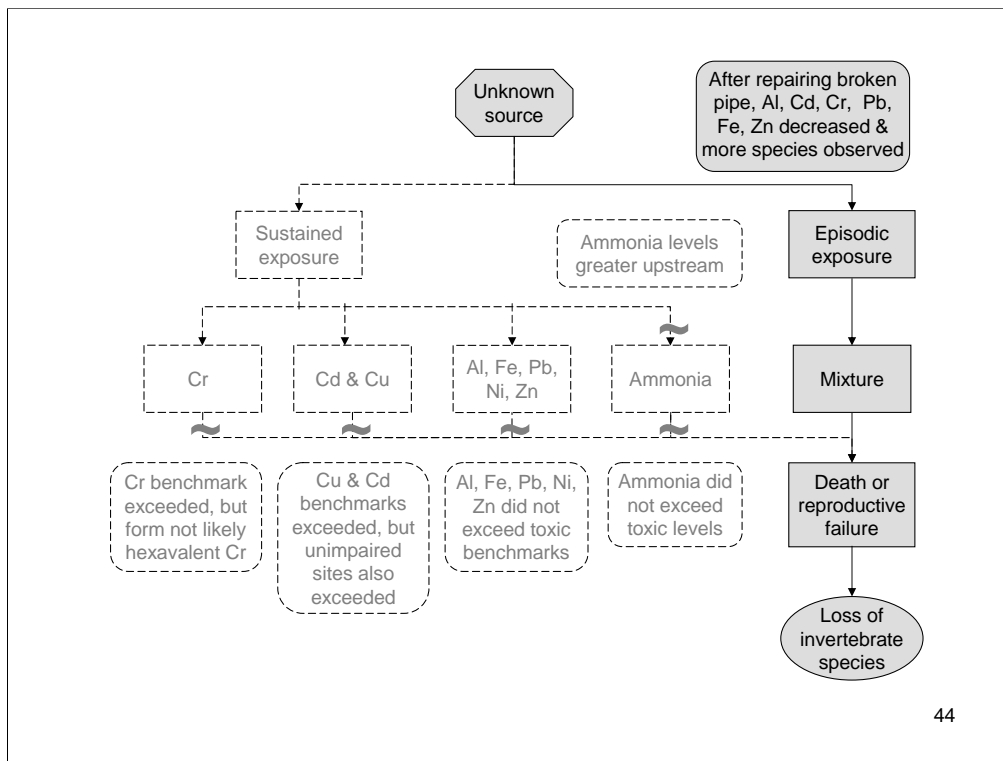 Unknown
source
After repairing broken
pipe, Al, Cd, Cr, Pb,
Fe, Zn decreased &
more species observed
Sustained
exposure
Ammonia levels
greater upstream
Episodic
exposure
Cr
Cd & Cu
Al, Fe, Pb,
Ni, Zn
Ammonia
Mixture
Cr benchmark
exceeded, but
form not likely
hexavalent Cr
Cu & Cd
benchmarks
exceeded, but
unimpaired
sites also
exceeded
Al, Fe, Pb, Ni,
Zn did not
exceed toxic
benchmarks
Ammonia did
not exceed
toxic levels
Death or
reproductive
failure
Loss of
invertebrate
species
44